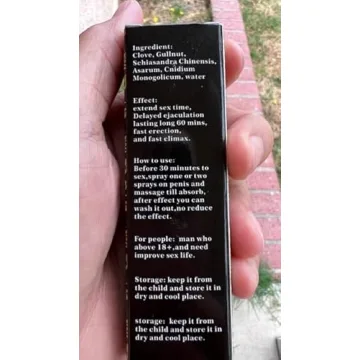 Ingredient:
Clove, Gullnut,
Schlasandra Chinensis,
Asarum, Cnidium
Monogolicum, water
Effect:
extend sex time,
Delayed ejaculation
lasting long 60 mins,
fast erection,
and fast climax.
How to use:
Before 30 minutes to
sex,spray one or two
sprays on penis and
massage till absorb,
after effect you can
wash it out,no reduce
the effect.
For people: man who
above 18+,and need
improve sex life.
Storage: keep it from
the child and store it in
dry and cool place.
storage: keep it from
the child and store it in
dry and cool place.